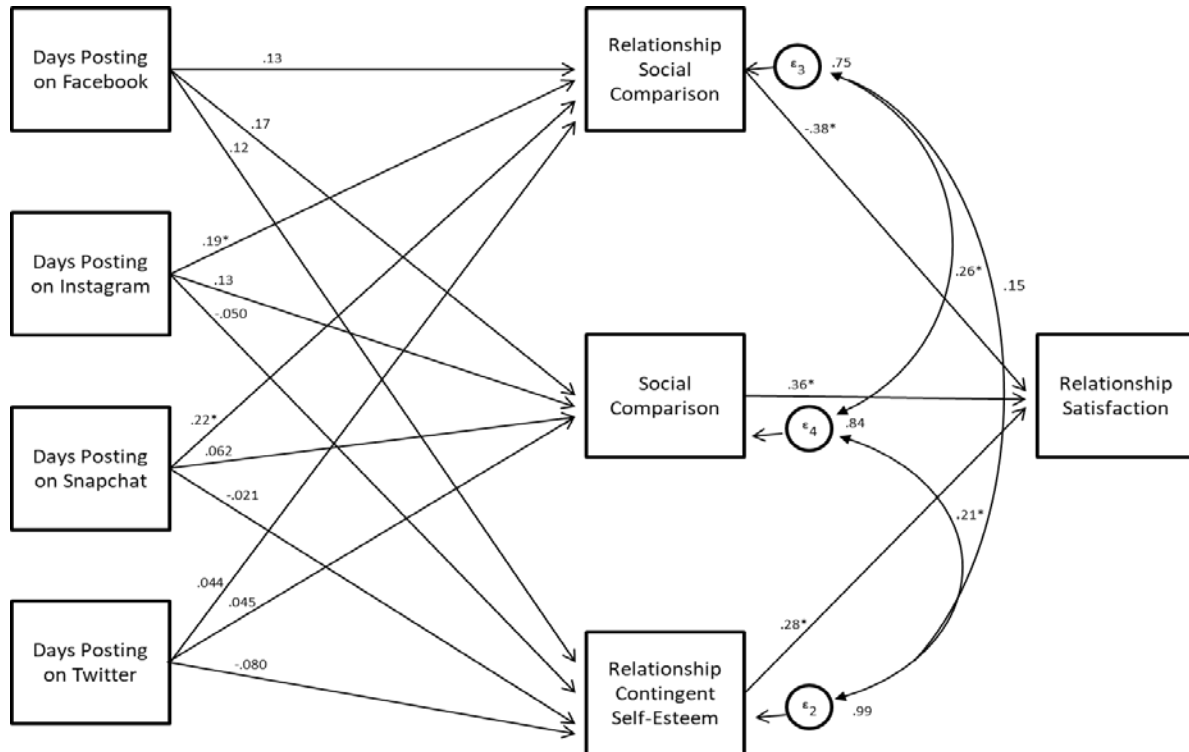 Days Posting
on Facebook
.13
.17
.12
Relationship
Social
Comparison
ε3
.75
-.38*
Days Posting
on Instagram
.19*
.13
-.050
.26*
.15
Days Posting
on Snapchat
.22*
.062
-.021
Social
Comparison
.36*
ε4
.84
Relationship
Satisfaction
.21*
Days Posting
on Twitter
.044
.045
-.080
Relationship
Contingent
Self-Esteem
.28*
ε2
.99